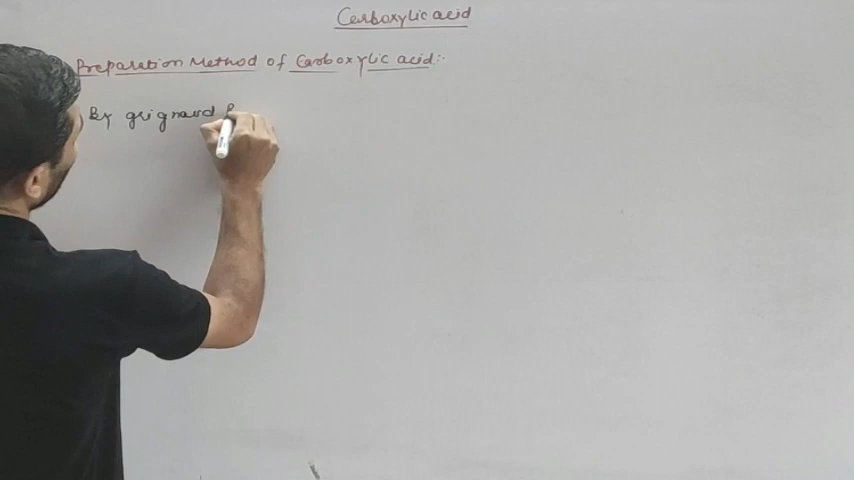 Carboxylic acid
Preparation Method of Carboxylic acid:-
By grignard R